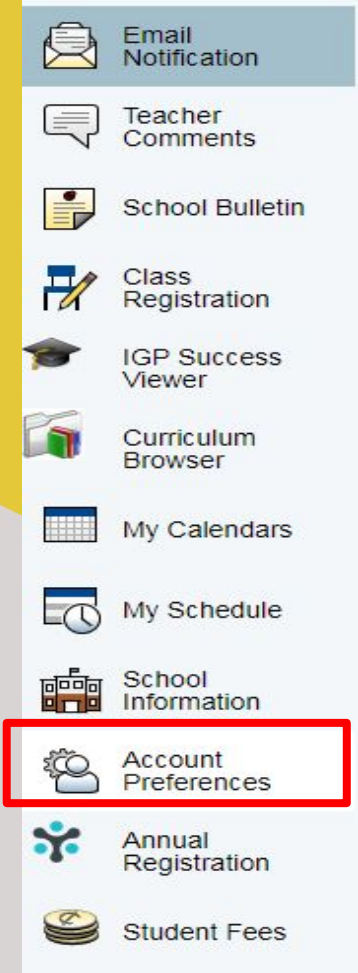 Email
Notification
Teacher
Comments
School Bulletin
Class
Registration
IGP Success
Viewer
Curriculum
Browser
My Calendars
My Schedule
School
Information
Account
Preferences
Annual
Registration
Student Fees